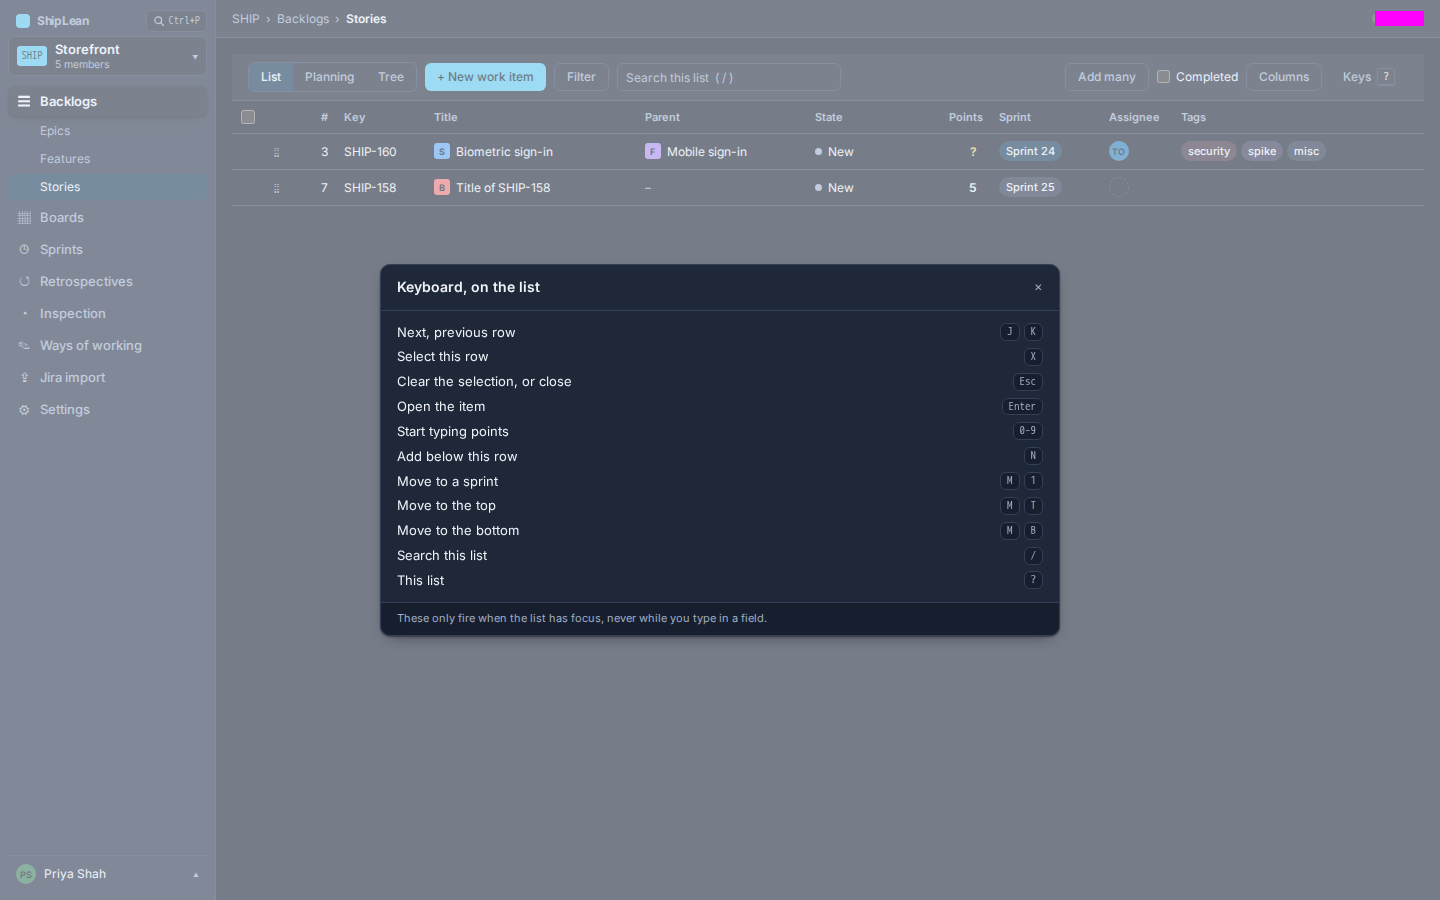 ShipLean
Ctrl+P
SHIP
Storefront
5 members
Backlogs
Epics
Features
Stories
Boards
Sprints
Retrospectives
Inspection
Ways of working
Jira import
Settings
PS Priya Shah
SHIP › Backlogs › Stories
List Planning Tree + New work item Filter Search this list ( / ) Add many Completed Columns Keys ?
# Key Title Parent State Points Sprint Assignee Tags
3 SHIP-160 S Biometric sign-in F Mobile sign-in New ? Sprint 24 TO security spike misc
7 SHIP-158 B Title of SHIP-158 – New 5 Sprint 25
Keyboard, on the list ×
Next, previous row J K
Select this row X
Clear the selection, or close Esc
Open the item Enter
Start typing points 0-9
Add below this row N
Move to a sprint M 1
Move to the top M T
Move to the bottom M B
Search this list /
This list ?
These only fire when the list has focus, never while you type in a field.